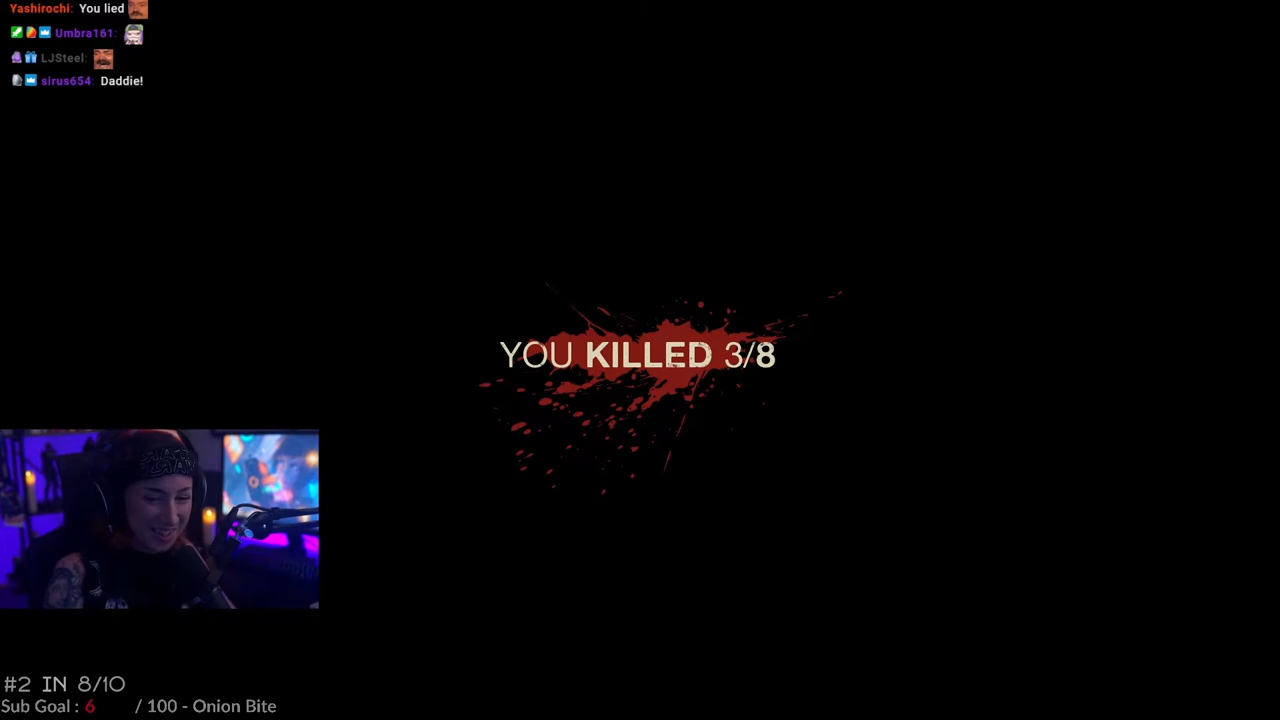 Yashirochi: You lied
Umbra161:
LJSteel:
sirus654: Daddie!
YOU KILLED 3/8
#2 IN 8/10
Sub Goal : 6 / 100 - Onion Bite